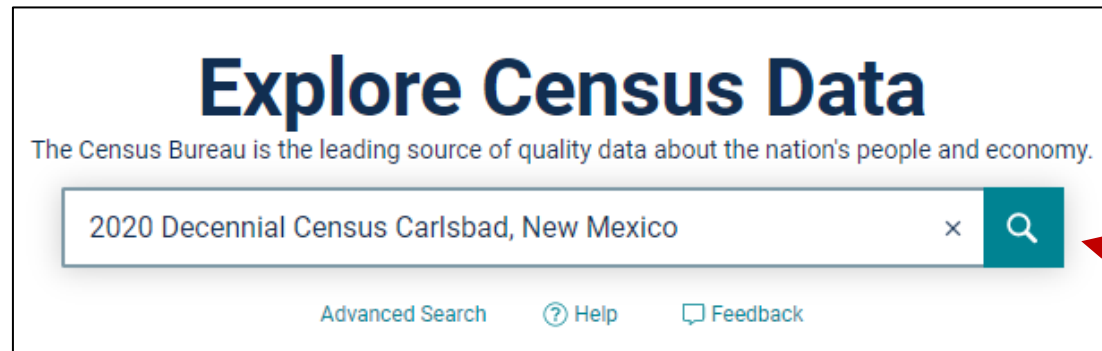 Explore Census Data
The Census Bureau is the leading source of quality data about the nation's people and economy.
2020 Decennial Census Carlsbad, New Mexico
Advanced Search Help Feedback